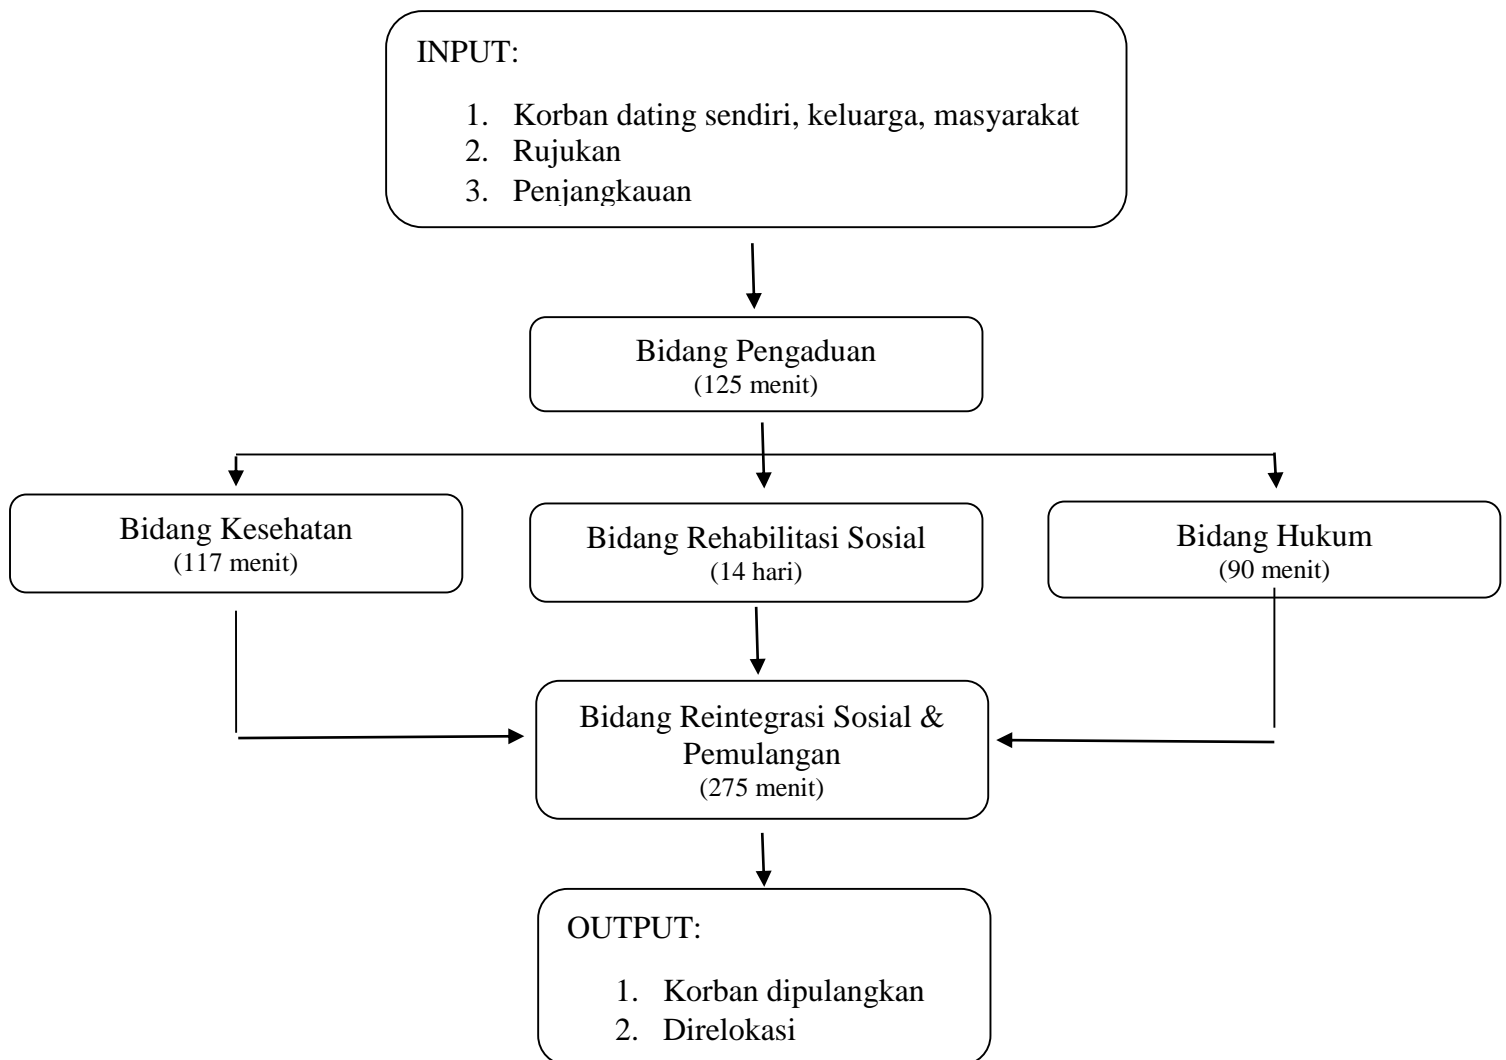 INPUT:
1. Korban dating sendiri, keluarga, masyarakat
2. Rujukan
3. Penjangkauan
Bidang Pengaduan
(125 menit)
Bidang Kesehatan
(117 menit)
Bidang Rehabilitasi Sosial
(14 hari)
Bidang Hukum
(90 menit)
Bidang Reintegrasi Sosial &
Pemulangan
(275 menit)
OUTPUT:
1. Korban dipulangkan
2. Direlokasi